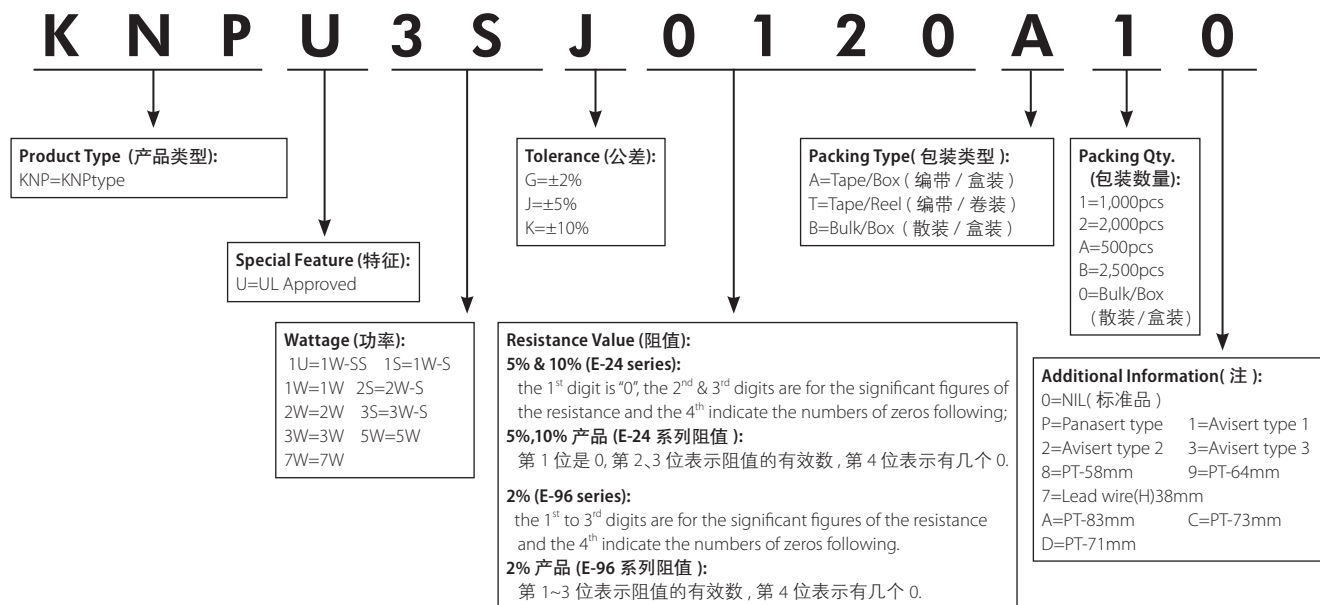 K N P U 3 S J 0 1 2 0 A 1 0
Product Type (产品类型):
KNP=KNPtype
Special Feature (特征):
U=UL Approved
Wattage (功率):
1U=1W-SS 1S=1W-S
1W=1W 2S=2W-S
2W=2W 3S=3W-S
3W=3W 5W=5W
7W=7W
Tolerance (公差):
G=±2%
J=±5%
K=±10%
Resistance Value (阻值):
5% & 10% (E-24 series):
the 1st digit is "0", the 2nd & 3rd digits are for the significant figures of
the resistance and the 4th indicate the numbers of zeros following;
5%,10% 产品 (E-24 系列阻值 ):
第 1 位是 0, 第 2、3 位表示阻值的有效数 , 第 4 位表示有几个 0.
2% (E-96 series):
the 1st to 3rd digits are for the significant figures of the resistance
and the 4th indicate the numbers of zeros following.
2% 产品 (E-96 系列阻值 ):
第 1~3 位表示阻值的有效数 , 第 4 位表示有几个 0.
Packing Type( 包装类型 ):
A=Tape/Box ( 编带 / 盒装 )
T=Tape/Reel ( 编带 / 卷装 )
B=Bulk/Box ( 散装 / 盒装 )
Packing Qty.
(包装数量):
1=1,000pcs
2=2,000pcs
A=500pcs
B=2,500pcs
0=Bulk/Box
(散装/盒装)
Additional Information( 注 ):
0=NIL( 标准品 )
P=Panasert type 1=Avisert type 1
2=Avisert type 2 3=Avisert type 3
8=PT-58mm 9=PT-64mm
7=Lead wire(H)38mm
A=PT-83mm C=PT-73mm
D=PT-71mm